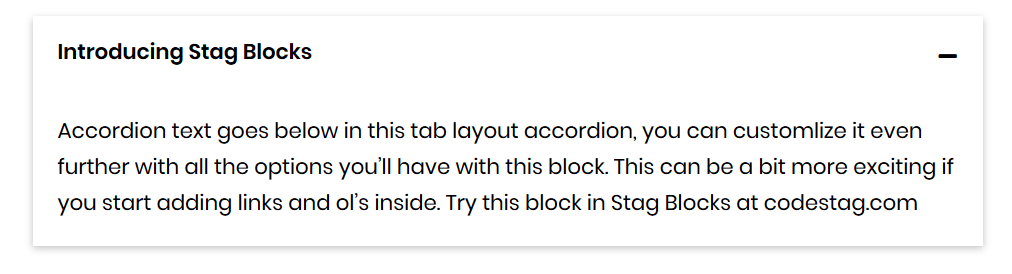 Introducing Stag Blocks
Accordion text goes below in this tab layout accordion, you can customlize it even
further with all the options you’ll have with this block. This can be a bit more exciting if
you start adding links and ol’s inside. Try this block in Stag Blocks at codestag.com